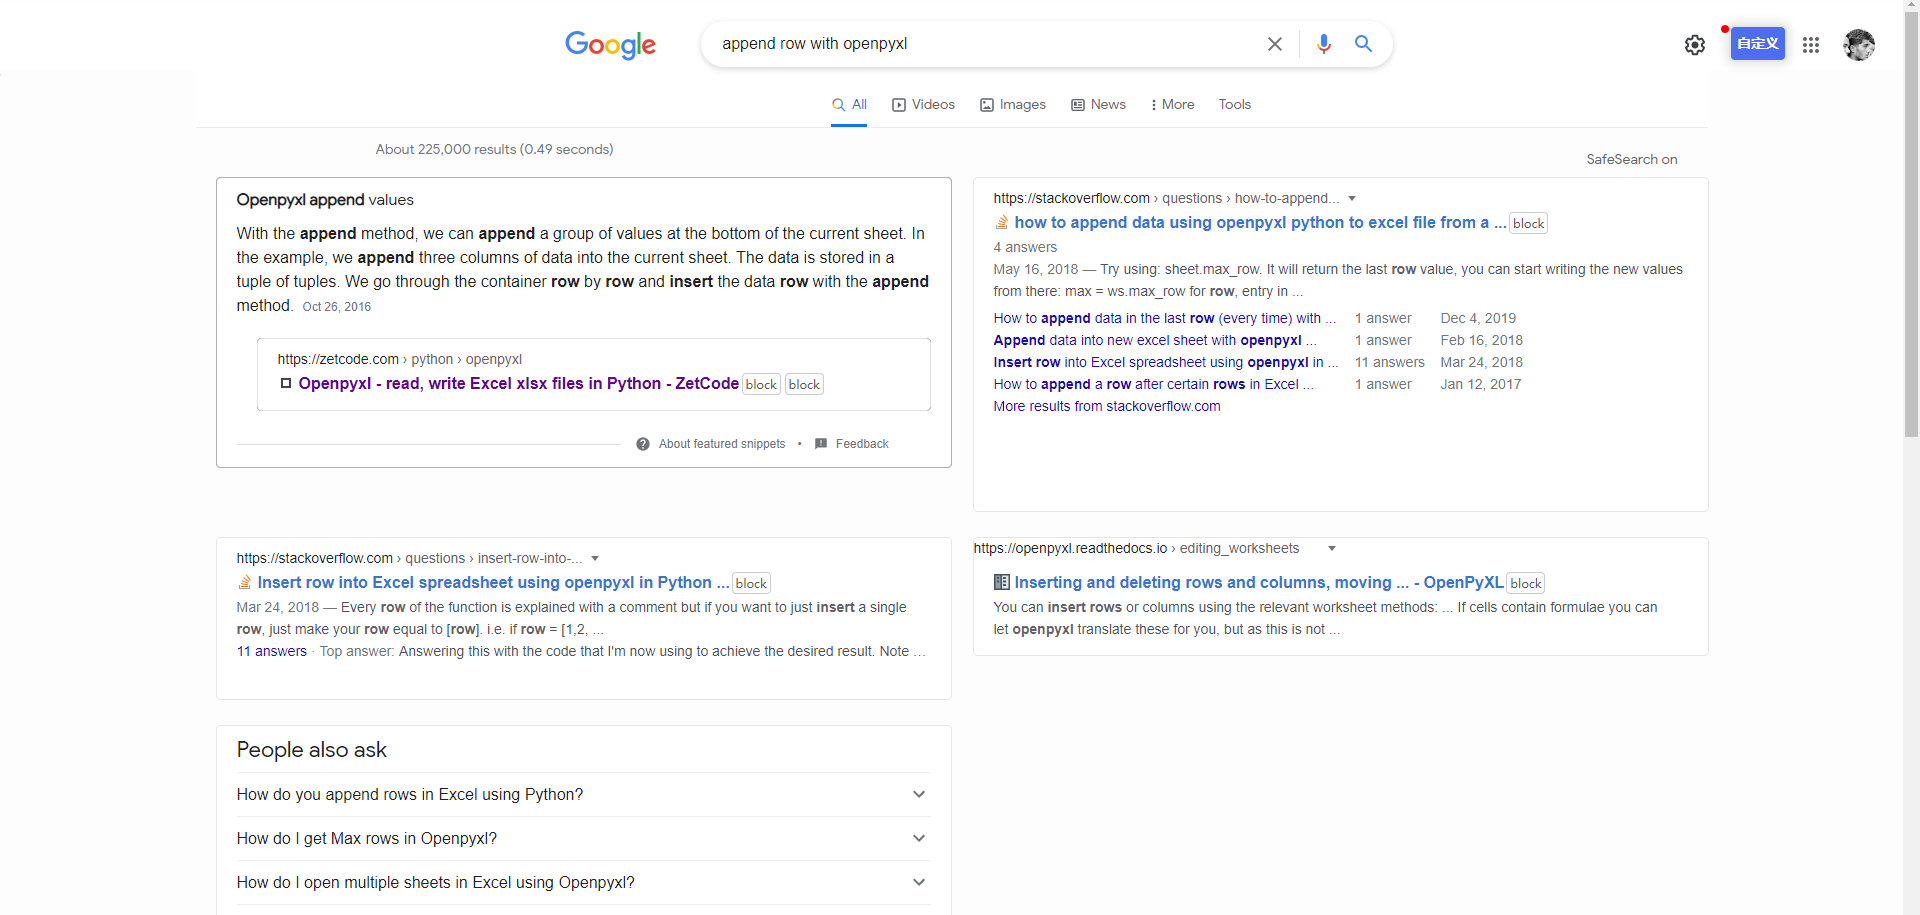 Google
append row with openpyxl
自定义
All
Videos
Images
News
More
Tools
About 225,000 results (0.49 seconds)
SafeSearch on
Openpyxl append values
With the append method, we can append a group of values at the bottom of the current sheet. In
the example, we append three columns of data into the current sheet. The data is stored in a
tuple of tuples. We go through the container row by row and insert the data row with the append
method. Oct 26, 2016
https://zetcode.com › python › openpyxl
Openpyxl - read, write Excel xlsx files in Python - ZetCode block block
About featured snippets • Feedback
https://stackoverflow.com › questions › how-to-append...
how to append data using openpyxl python to excel file from a ... block
4 answers
May 16, 2018 — Try using: sheet.max_row. It will return the last row value, you can start writing the new values
from there: max = ws.max_row for row, entry in ...
How to append data in the last row (every time) with ... 1 answer Dec 4, 2019
Append data into new excel sheet with openpyxl ... 1 answer Feb 16, 2018
Insert row into Excel spreadsheet using openpyxl in ... 11 answers Mar 24, 2018
How to append a row after certain rows in Excel ... 1 answer Jan 12, 2017
More results from stackoverflow.com
https://stackoverflow.com › questions › insert-row-into-...
Insert row into Excel spreadsheet using openpyxl in Python ... block
Mar 24, 2018 — Every row of the function is explained with a comment but if you want to just insert a single
row, just make your row equal to [row]. i.e. if row = [1,2, ...
11 answers · Top answer: Answering this with the code that I'm now using to achieve the desired result. Note ...
https://openpyxl.readthedocs.io › editing_worksheets
Inserting and deleting rows and columns, moving ... - OpenPyXL block
You can insert rows or columns using the relevant worksheet methods: ... If cells contain formulae you can
let openpyxl translate these for you, but as this is not ...
People also ask
How do you append rows in Excel using Python?
How do I get Max rows in Openpyxl?
How do I open multiple sheets in Excel using Openpyxl?